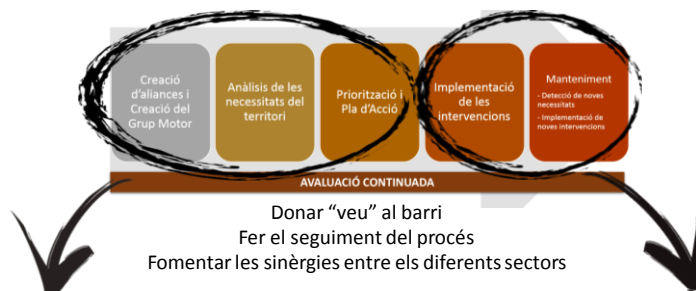 Creació
d'aliances i
Creació del
Grup Motor
Anàlisis de les
necessitats del
territori
Priorització i
Pla d'Acció
Implementació
de les
intervencions
Manteniment
- Detecció de noves
necessitats
- Implementació de
noves intervencions
AVALUACIÓ CONTINUADA
Donar “veu” al barri
Fer el seguiment del procés
Fomentar les sinèrgies entre els diferents sectors